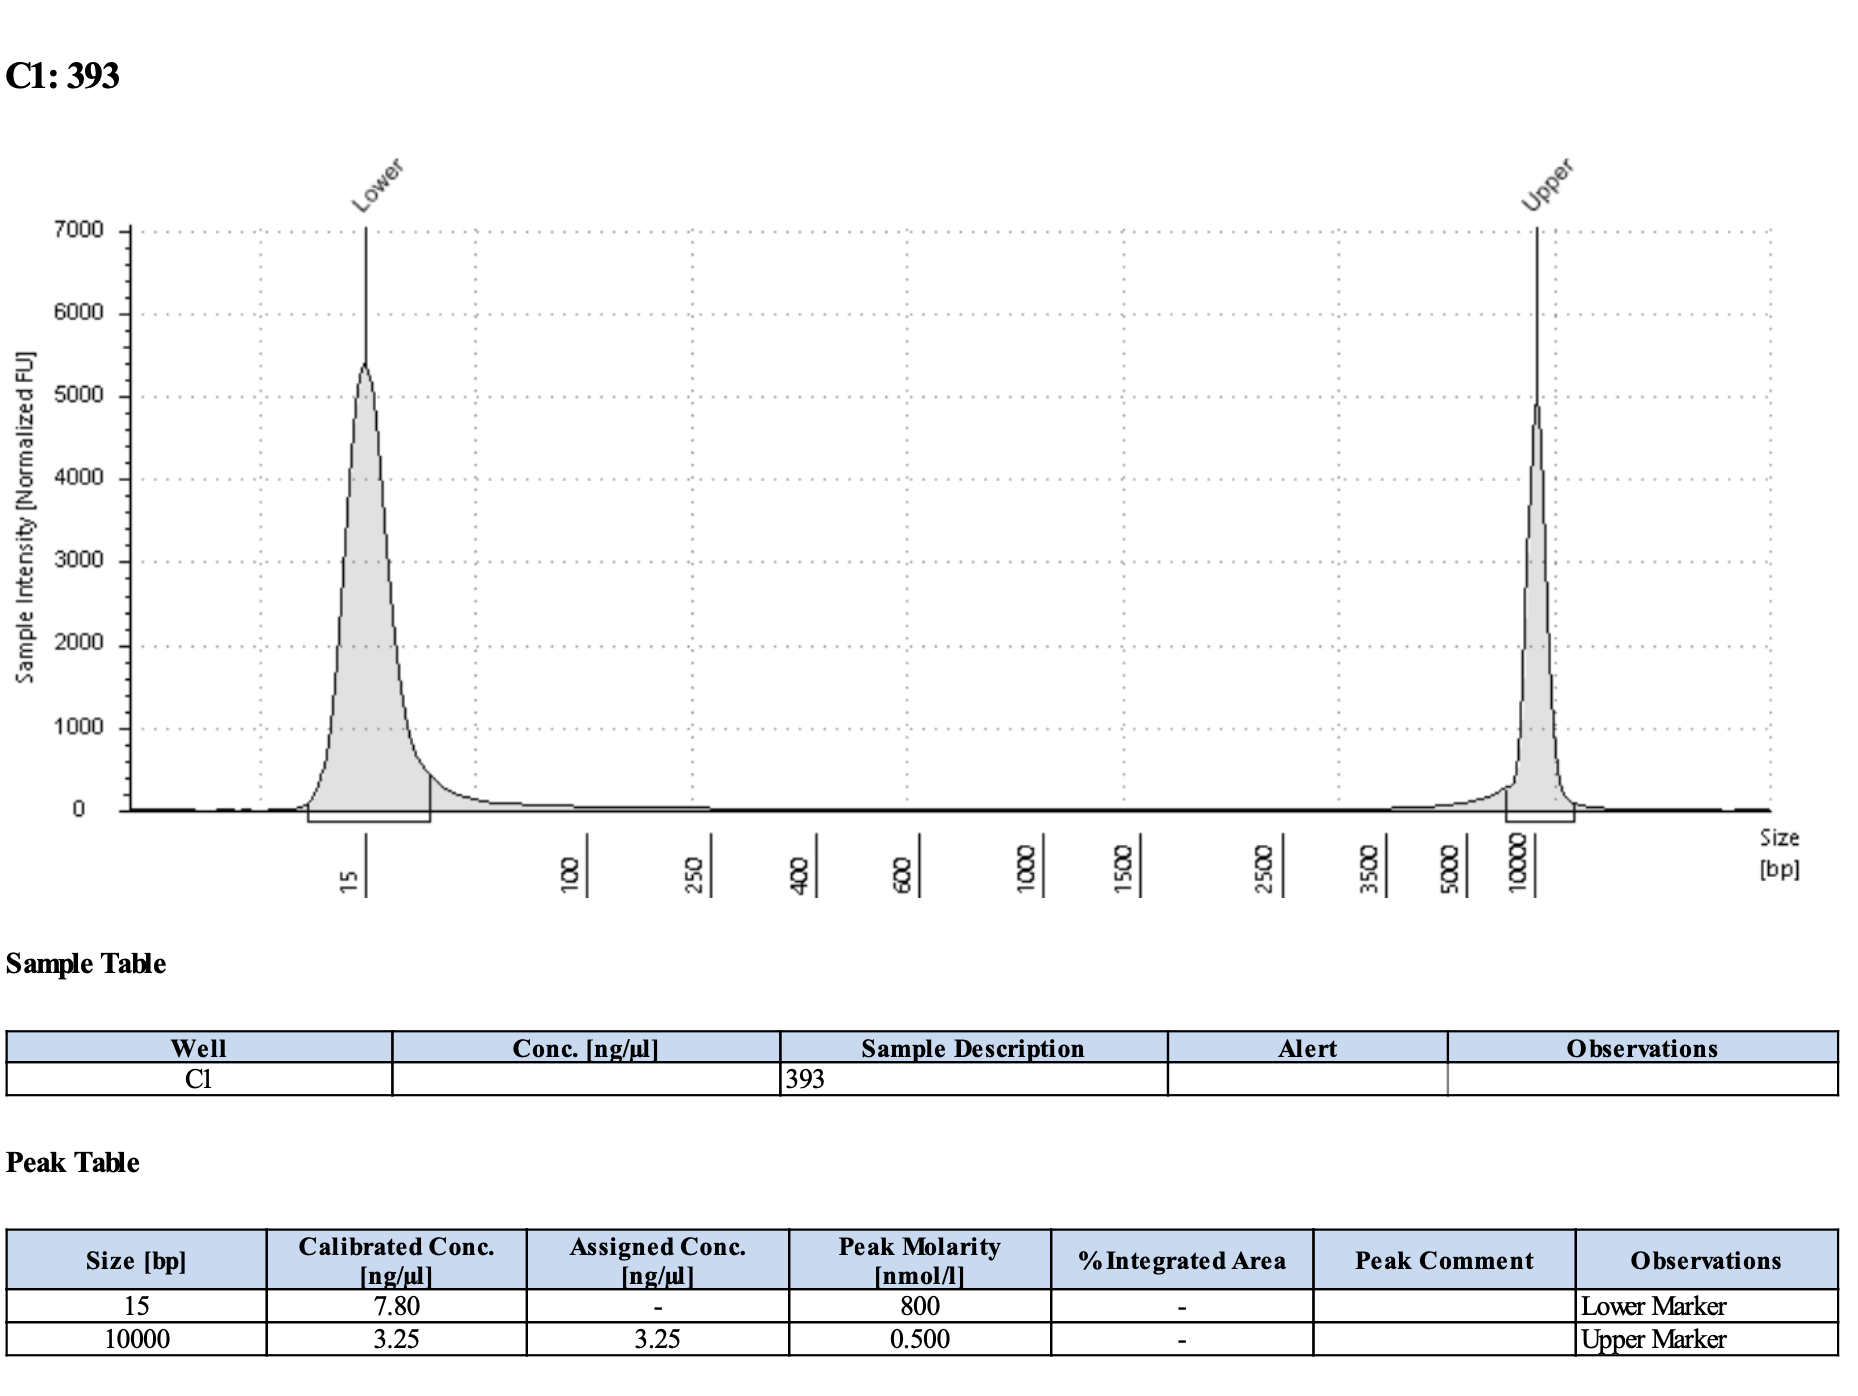 C1: 393
Lower
Upper
7000
6000
5000
4000
3000
2000
1000
0
Sample Intensity [Normalized FU]
15
100
250
400
600
1000
1500
2500
3500
5000
10000
Size
[bp]
Sample Table
Well Conc. [ng/µl] Sample Description Alert Observations
C1 393
Peak Table
Size [bp] Calibrated Conc. [ng/µl] Assigned Conc. [ng/µl] Peak Molarity [nmol/l] % Integrated Area Peak Comment Observations
15 7.80 - 800 - Lower Marker
10000 3.25 3.25 0.500 - Upper Marker